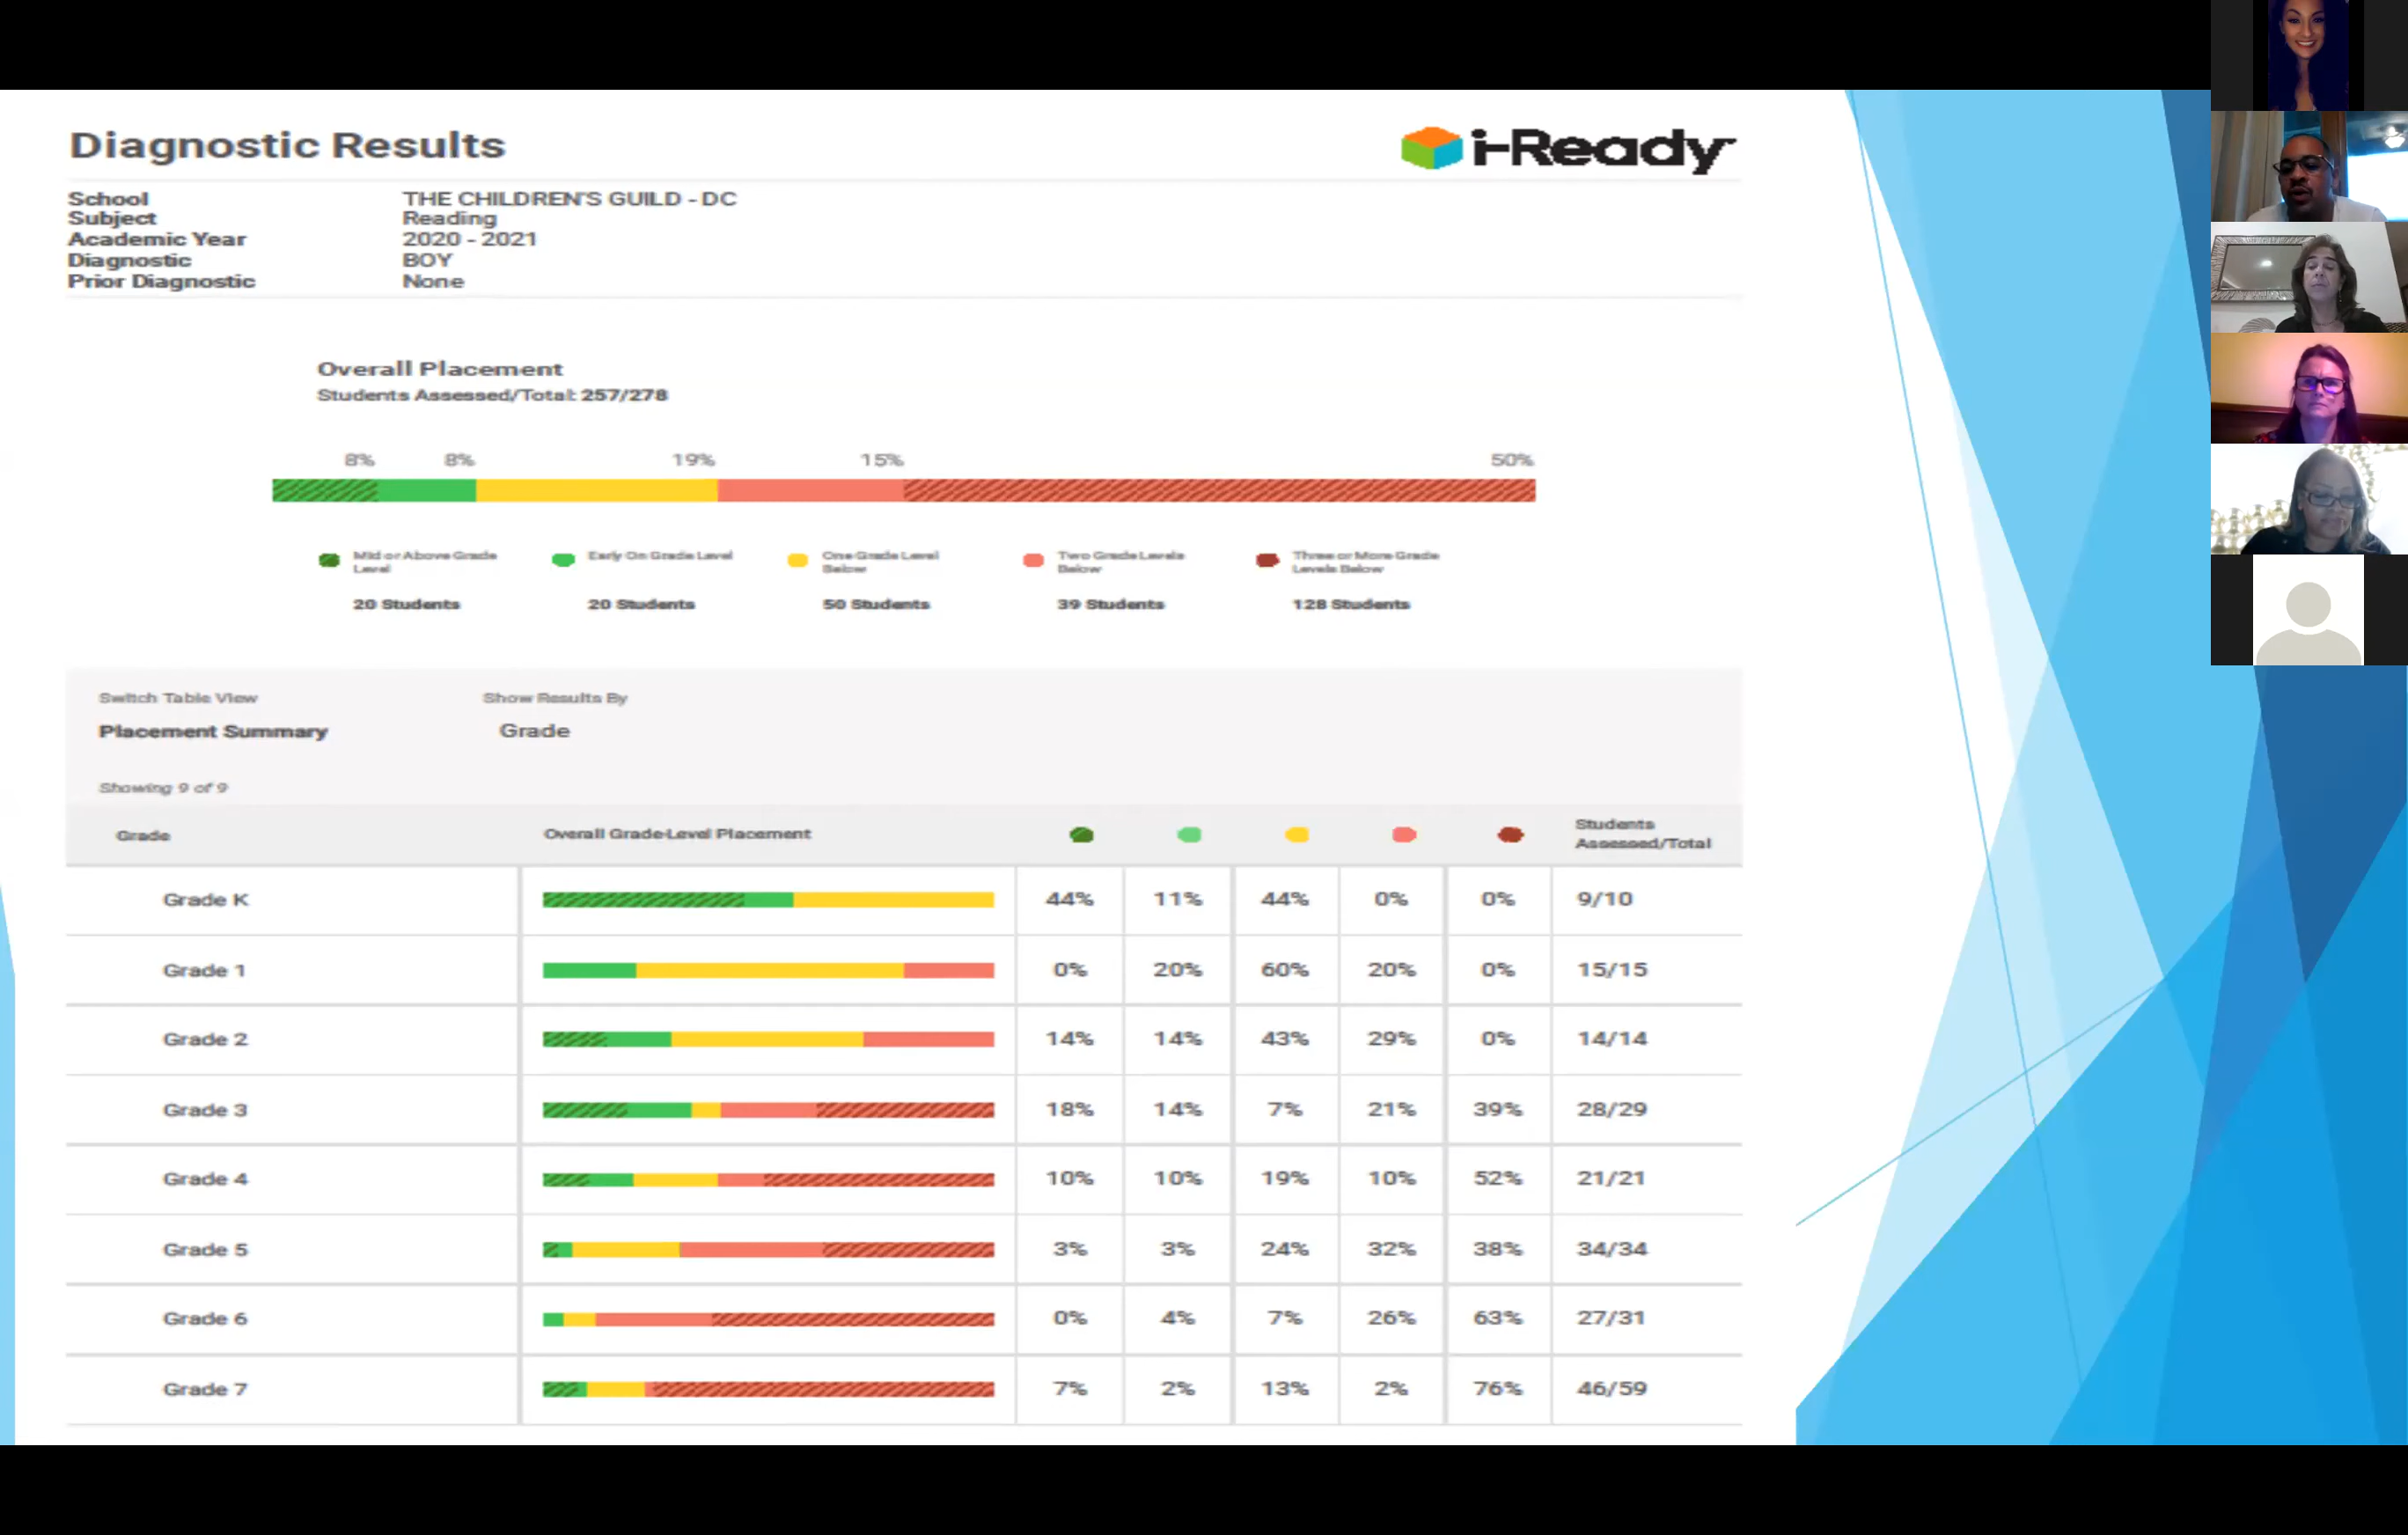 Diagnostic Results
i-Ready
School THE CHILDREN'S GUILD - DC
Subject Reading
Academic Year 2020 - 2021
Diagnostic BOY
Prior Diagnostic None
Overall Placement
Students Assessed/Total: 257/278
8% 8% 19% 15% 50%
Mid or Above Grade Level
Early On Grade Level
One Grade Level Below
Two Grade Levels Below
Three or More Grade Levels Below
20 Students 20 Students 50 Students 39 Students 128 Students
Switch Table View Show Results By
Placement Summary Grade
Showing 9 of 9
Grade Overall Grade-Level Placement Students Assessed/Total
Grade K 44% 11% 44% 0% 0% 9/10
Grade 1 0% 20% 60% 20% 0% 15/15
Grade 2 14% 14% 43% 29% 0% 14/14
Grade 3 18% 14% 7% 21% 39% 28/29
Grade 4 10% 10% 19% 10% 52% 21/21
Grade 5 3% 3% 24% 32% 38% 34/34
Grade 6 0% 4% 7% 26% 63% 27/31
Grade 7 7% 2% 13% 2% 76% 46/59